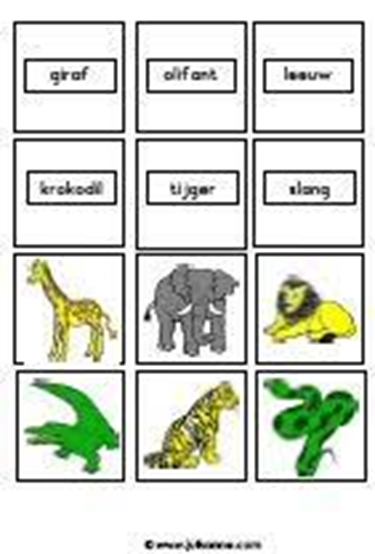 giraf
olifant
leeuw
krokodil
tijger
slang